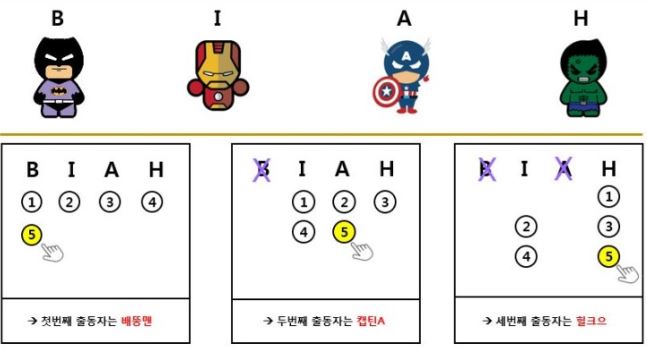 B I A H
A
B I A H
① ② ③ ④
⑤
→ 첫번째 출동자는 배뚱맨
B I A H
① ② ③
④ ⑤
→ 두번째 출동자는 캡틴A
B I A H
①
② ③
④ ⑤
→ 세번째 출동자는 헐크으